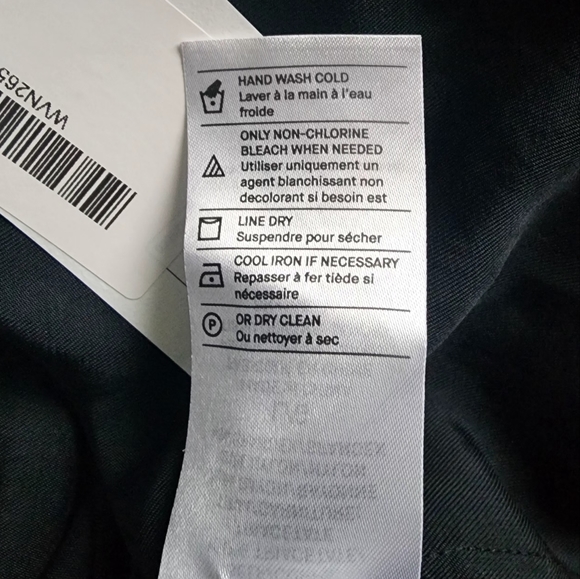 WVN265
HAND WASH COLD
Laver à la main à l'eau
froide
ONLY NON-CHLORINE
BLEACH WHEN NEEDED
Utiliser uniquement un
agent blanchissant non
decolorant si besoin est
LINE DRY
Suspendre pour sécher
COOL IRON IF NECESSARY
Repasser à fer tiède si
nécessaire
P
OR DRY CLEAN
Ou nettoyer à sec